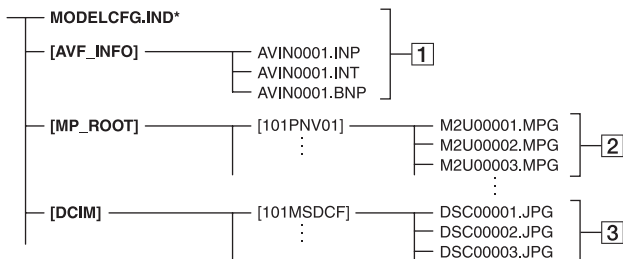 MODELCFG.IND*
[AVF_INFO] AVIN0001.INP
AVIN0001.INT
AVIN0001.BNP
1
[MP_ROOT] [101PNV01] M2U00001.MPG
M2U00002.MPG
M2U00003.MPG
2
[DCIM] [101MSDCF] DSC00001.JPG
DSC00002.JPG
DSC00003.JPG
3